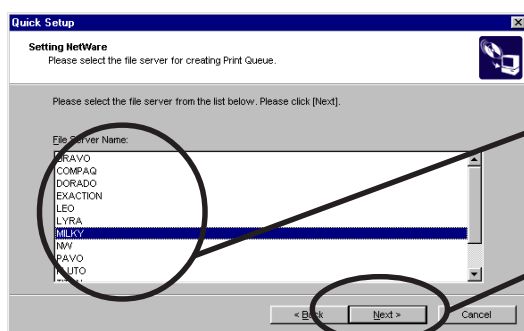 Quick Setup
Setting NetWare
Please select the file server for creating Print Queue.
Please select the file server from the list below. Please click [Next].
File Server Name:
BRAVO
COMPAQ
DORADO
EXACTION
LEO
LYRA
MILKY
NW
PAVO
PLUTO
« Back
Next »
Cancel